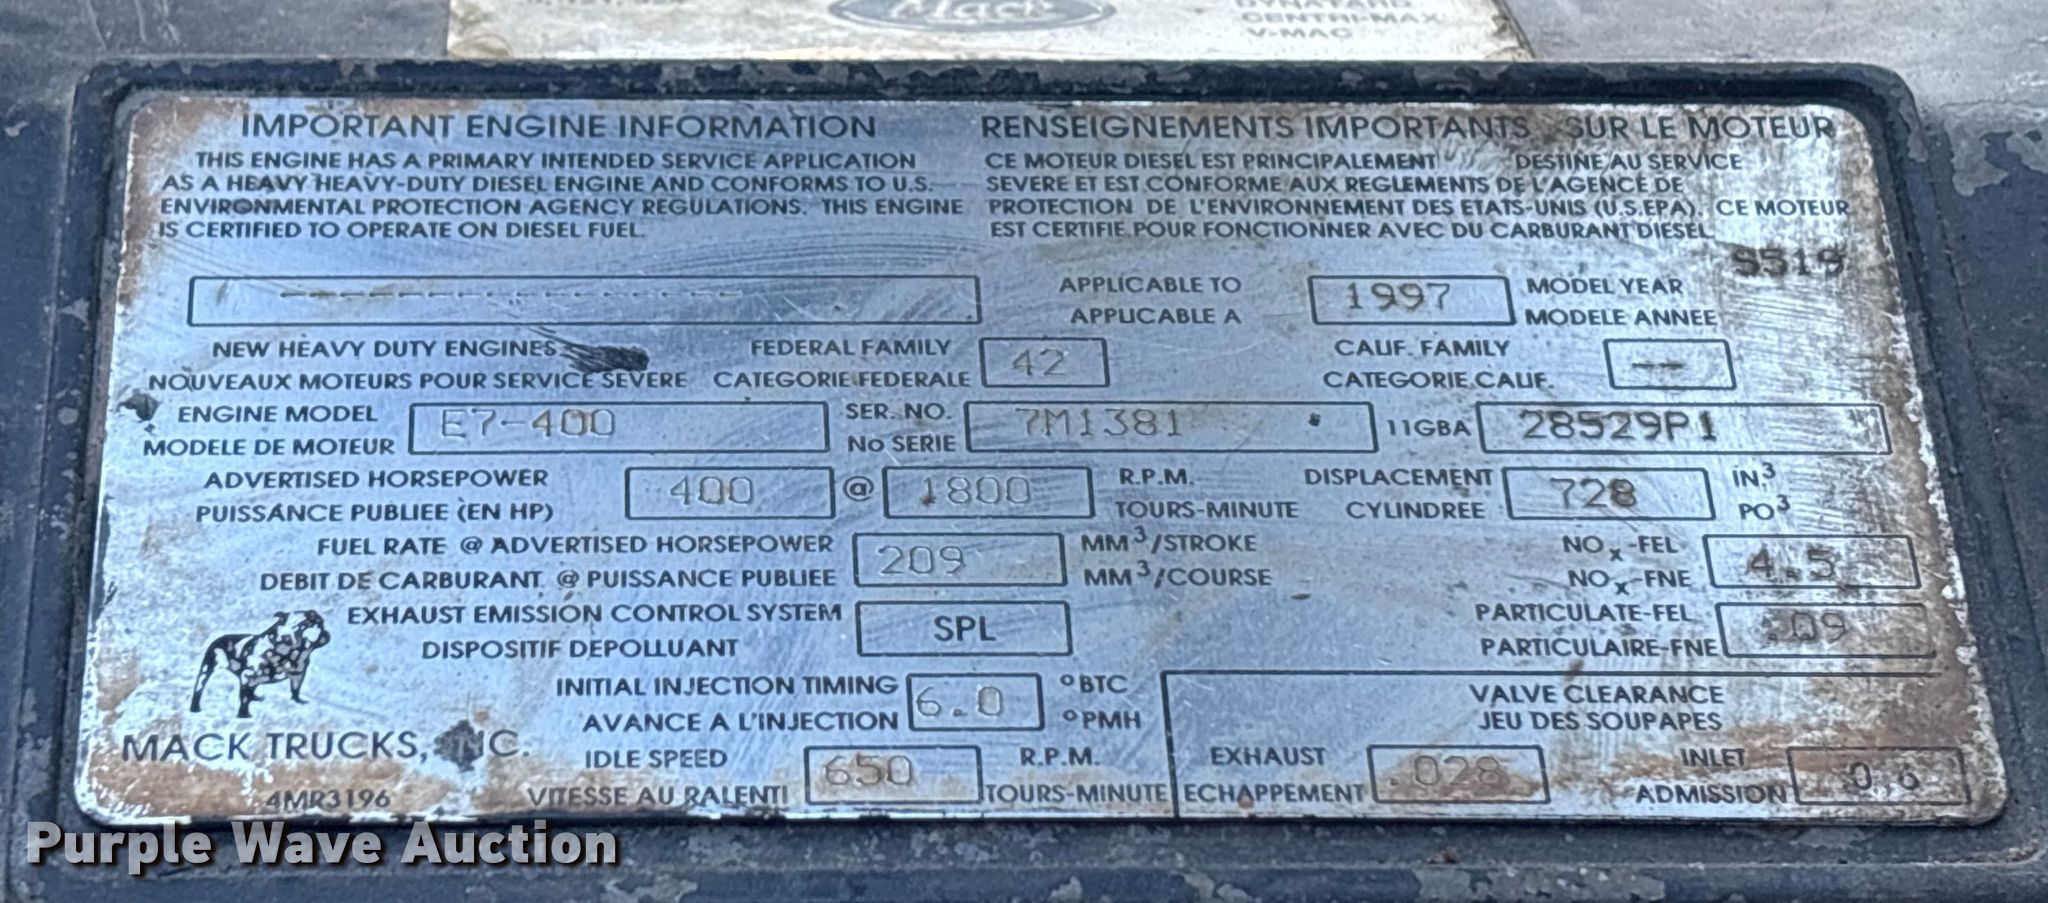 Mack
CENTRI-MAX
V-MAC
IMPORTANT ENGINE INFORMATION
THIS ENGINE HAS A PRIMARY INTENDED SERVICE APPLICATION
AS A HEAVY HEAVY-DUTY DIESEL ENGINE AND CONFORMS TO U.S.
ENVIRONMENTAL PROTECTION AGENCY REGULATIONS. THIS ENGINE
IS CERTIFIED TO OPERATE ON DIESEL FUEL.
RENSEIGNEMENTS IMPORTANTS SUR LE MOTEUR
CE MOTEUR DIESEL EST PRINCIPALEMENT DESTINE AU SERVICE
SEVERE ET EST CONFORME AUX REGLEMENTS DE L'AGENCE DE
PROTECTION DE L'ENVIRONNEMENT DES ETATS-UNIS (U.S.EPA). CE MOTEUR
EST CERTIFIE POUR FONCTIONNER AVEC DU CARBURANT DIESEL.
S519
----------------
APPLICABLE TO 1997 MODEL YEAR
APPLICABLE A MODELE ANNEE
NEW HEAVY DUTY ENGINES FEDERAL FAMILY 42 CALIF. FAMILY --
NOUVEAUX MOTEURS POUR SERVICE SEVERE CATEGORIE FEDERALE CATEGORIE CALIF.
ENGINE MODEL E7-400 SER. NO. 7M1381 11GBA 28529P1
MODELE DE MOTEUR No SERIE
ADVERTISED HORSEPOWER 400 @ 1800 R.P.M. DISPLACEMENT 728 IN.3
PUISSANCE PUBLIEE (EN HP) TOURS-MINUTE CYLINDREE PO3
FUEL RATE @ ADVERTISED HORSEPOWER 209 MM3/STROKE NOx-FEL 4.5
DEBIT DE CARBURANT @ PUISSANCE PUBLIEE MM3/COURSE NOx-FNE
EXHAUST EMISSION CONTROL SYSTEM SPL PARTICULATE-FEL .09
DISPOSITIF DEPOLLUANT PARTICULAIRE-FNE
INITIAL INJECTION TIMING 6.0 °BTC VALVE CLEARANCE
AVANCE A L'INJECTION °PMH JEU DES SOUPAPES
MACK TRUCKS, INC. IDLE SPEED 650 R.P.M. EXHAUST .028 INLET
4MR3196 VITESSE AU RALENTI TOURS-MINUTE ECHAPPEMENT ADMISSION
Purple Wave Auction